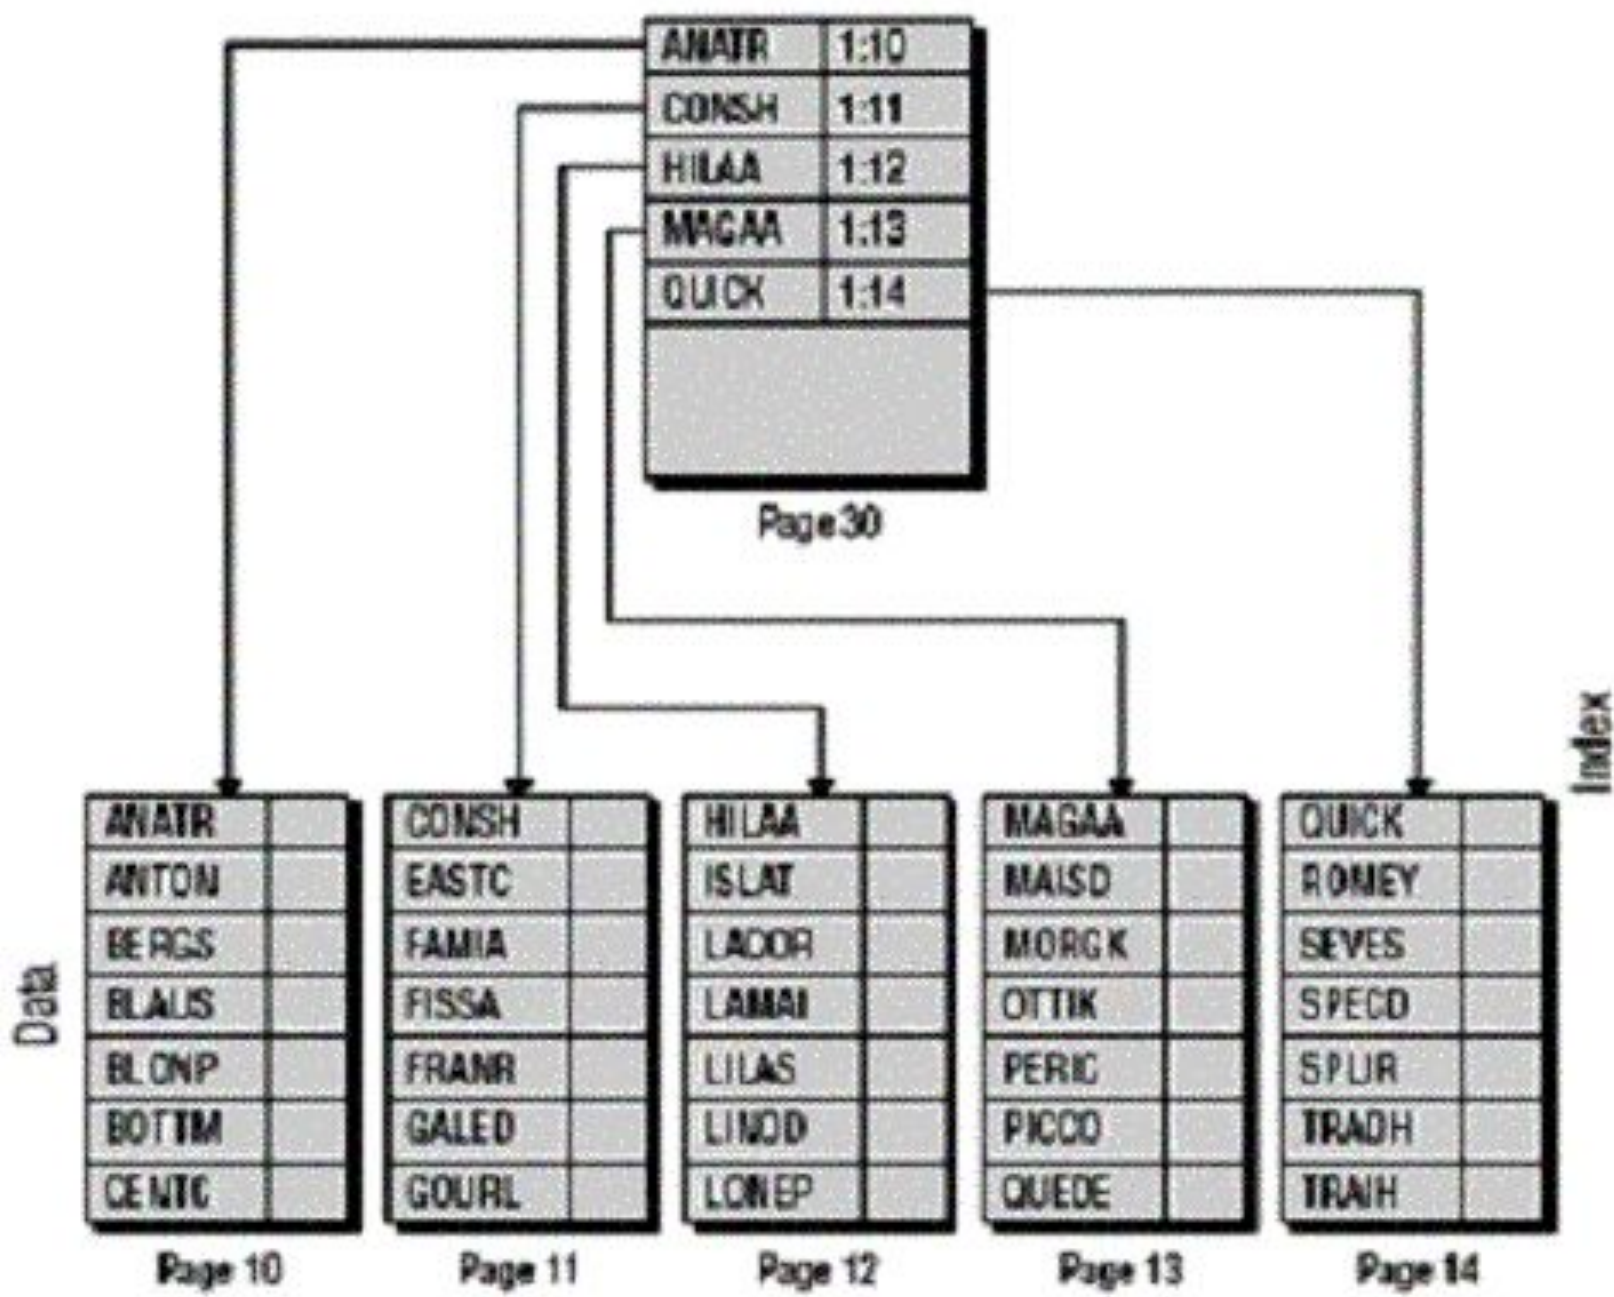 ANATR 1:10
CONSH 1:11
HILAA 1:12
MAGAA 1:13
QUICK 1:14
Page 30
Index
Data
ANATR CONSH HILAA MAGAA QUICK
ANTON EASTC ISLAT MAISD ROMEY
BERGS FAMIA LADOR MORGK SEVES
BLAUS FISSA LAMAI OTTIK SPECD
BLONP FRANR LILAS PERIC SPLIR
BOTTM GALED LINOD PICCO TRADH
CENTC GOURL LONEP QUEDE TRAIH
Page 10 Page 11 Page 12 Page 13 Page 14